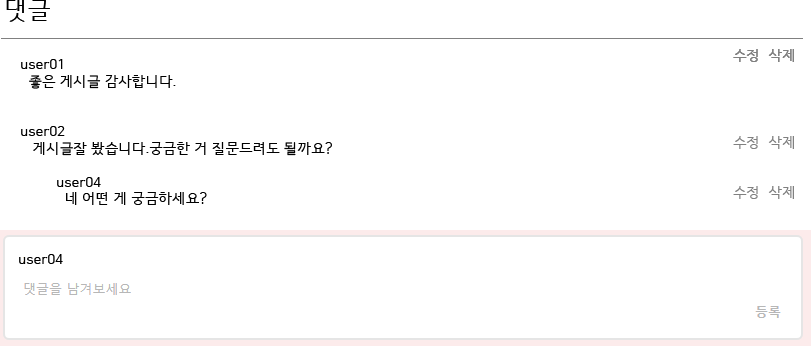 댓글
수정 삭제
user01
좋은 게시글 감사합니다.
user02
게시글잘 봤습니다.궁금한 거 질문드려도 될까요?
수정 삭제
user04
네 어떤 게 궁금하세요?
수정 삭제
user04
댓글을 남겨보세요
등록